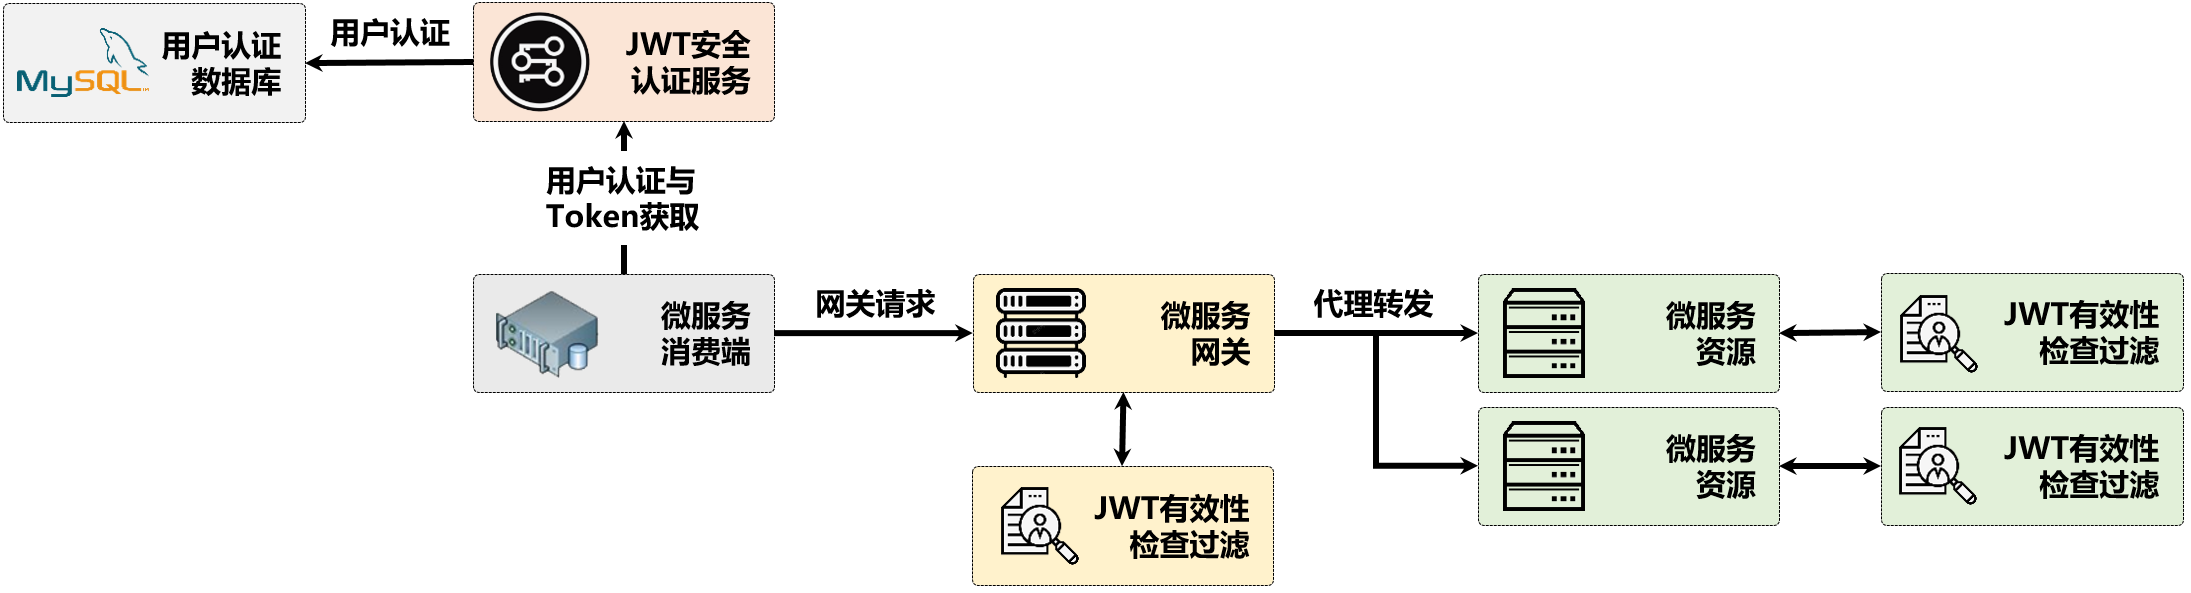 MySQL
用户认证
数据库
用户认证
JWT安全
认证服务
用户认证与
Token获取
微服务
消费端
网关请求
微服务
网关
代理转发
微服务
资源
JWT有效性
检查过滤
微服务
资源
JWT有效性
检查过滤
JWT有效性
检查过滤